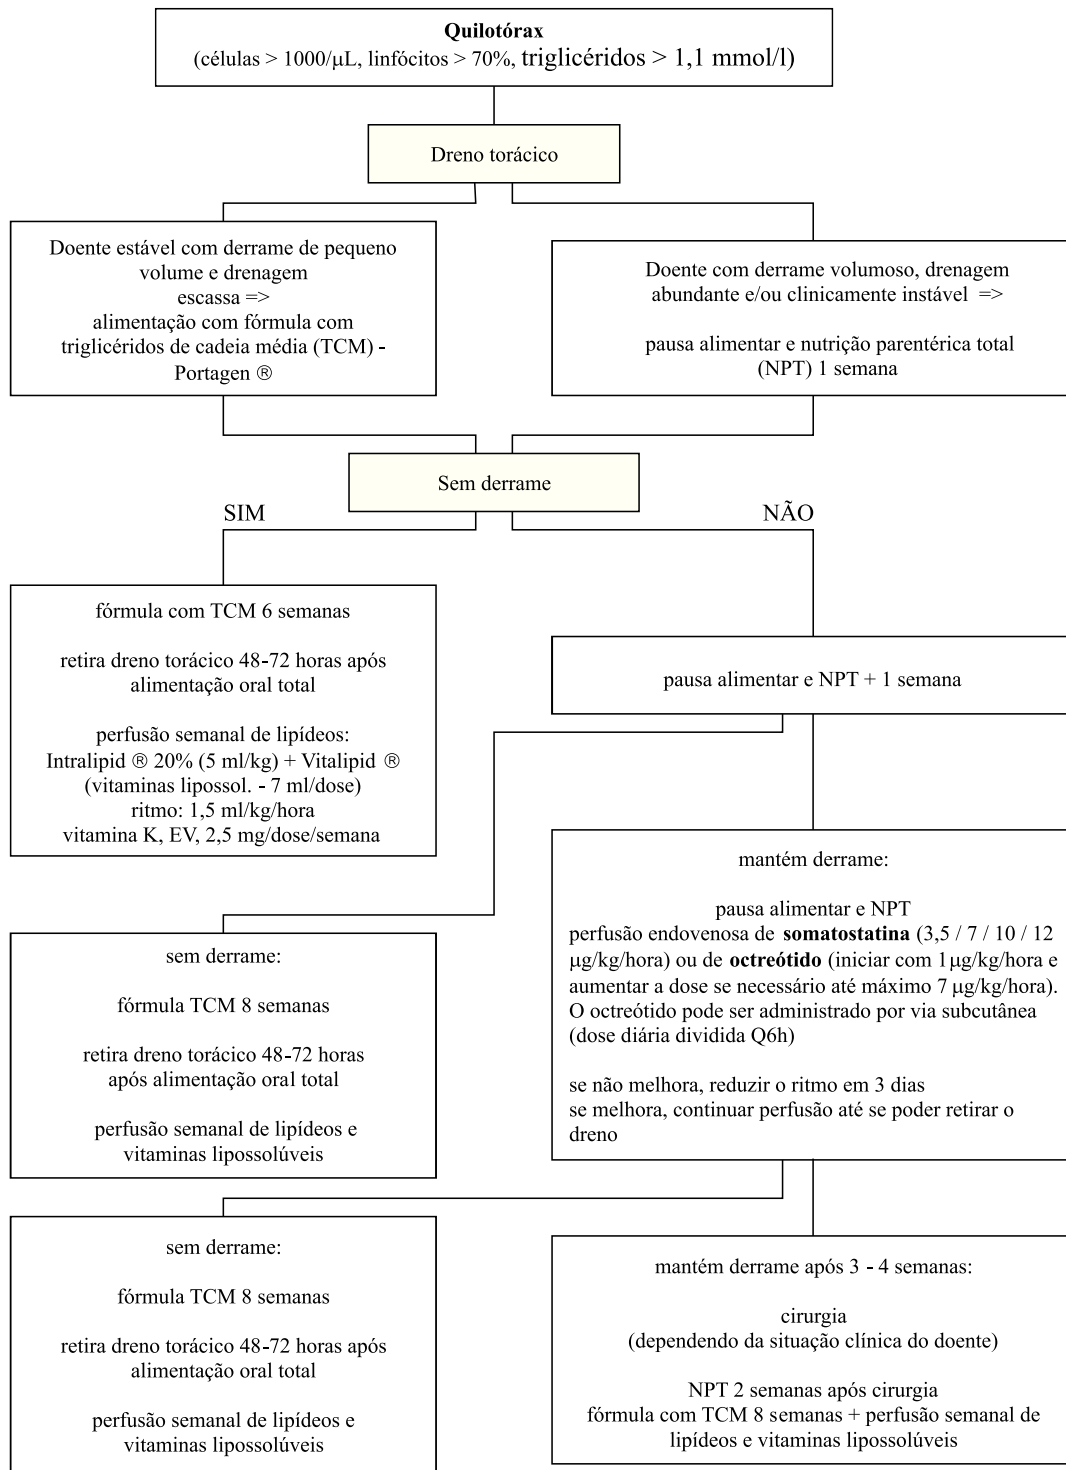 Quilotórax
(células > 1000/μL, linfócitos > 70%, triglicéridos > 1,1 mmol/l)
Dreno torácico
Doente estável com derrame de pequeno
volume e drenagem
escassa =>
alimentação com fórmula com
triglicéridos de cadeia média (TCM) -
Portagen ®
Doente com derrame volumoso, drenagem
abundante e/ou clinicamente instável =>
pausa alimentar e nutrição parentérica total
(NPT) 1 semana
Sem derrame
SIM
NÃO
fórmula com TCM 6 semanas
retira dreno torácico 48-72 horas após
alimentação oral total
perfusão semanal de lipídeos:
Intralipid ® 20% (5 ml/kg) + Vitalipid ®
(vitaminas lipossol. - 7 ml/dose)
ritmo: 1,5 ml/kg/hora
vitamina K, EV, 2,5 mg/dose/semana
pausa alimentar e NPT + 1 semana
mantém derrame:
pausa alimentar e NPT
perfusão endovenosa de somatostatina (3,5 / 7 / 10 / 12
μg/kg/hora) ou de octreótido (iniciar com 1μg/kg/hora e
aumentar a dose se necessário até máximo 7 μg/kg/hora).
O octreótido pode ser administrado por via subcutânea
(dose diária dividida Q6h)
se não melhora, reduzir o ritmo em 3 dias
se melhora, continuar perfusão até se poder retirar o
dreno
sem derrame:
fórmula TCM 8 semanas
retira dreno torácico 48-72 horas
após alimentação oral total
perfusão semanal de lipídeos e
vitaminas lipossolúveis
sem derrame:
fórmula TCM 8 semanas
retira dreno torácico 48-72 horas após
alimentação oral total
perfusão semanal de lipídeos e
vitaminas lipossolúveis
mantém derrame após 3 - 4 semanas:
cirurgia
(dependendo da situação clínica do doente)
NPT 2 semanas após cirurgia
fórmula com TCM 8 semanas + perfusão semanal de
lipídeos e vitaminas lipossolúveis